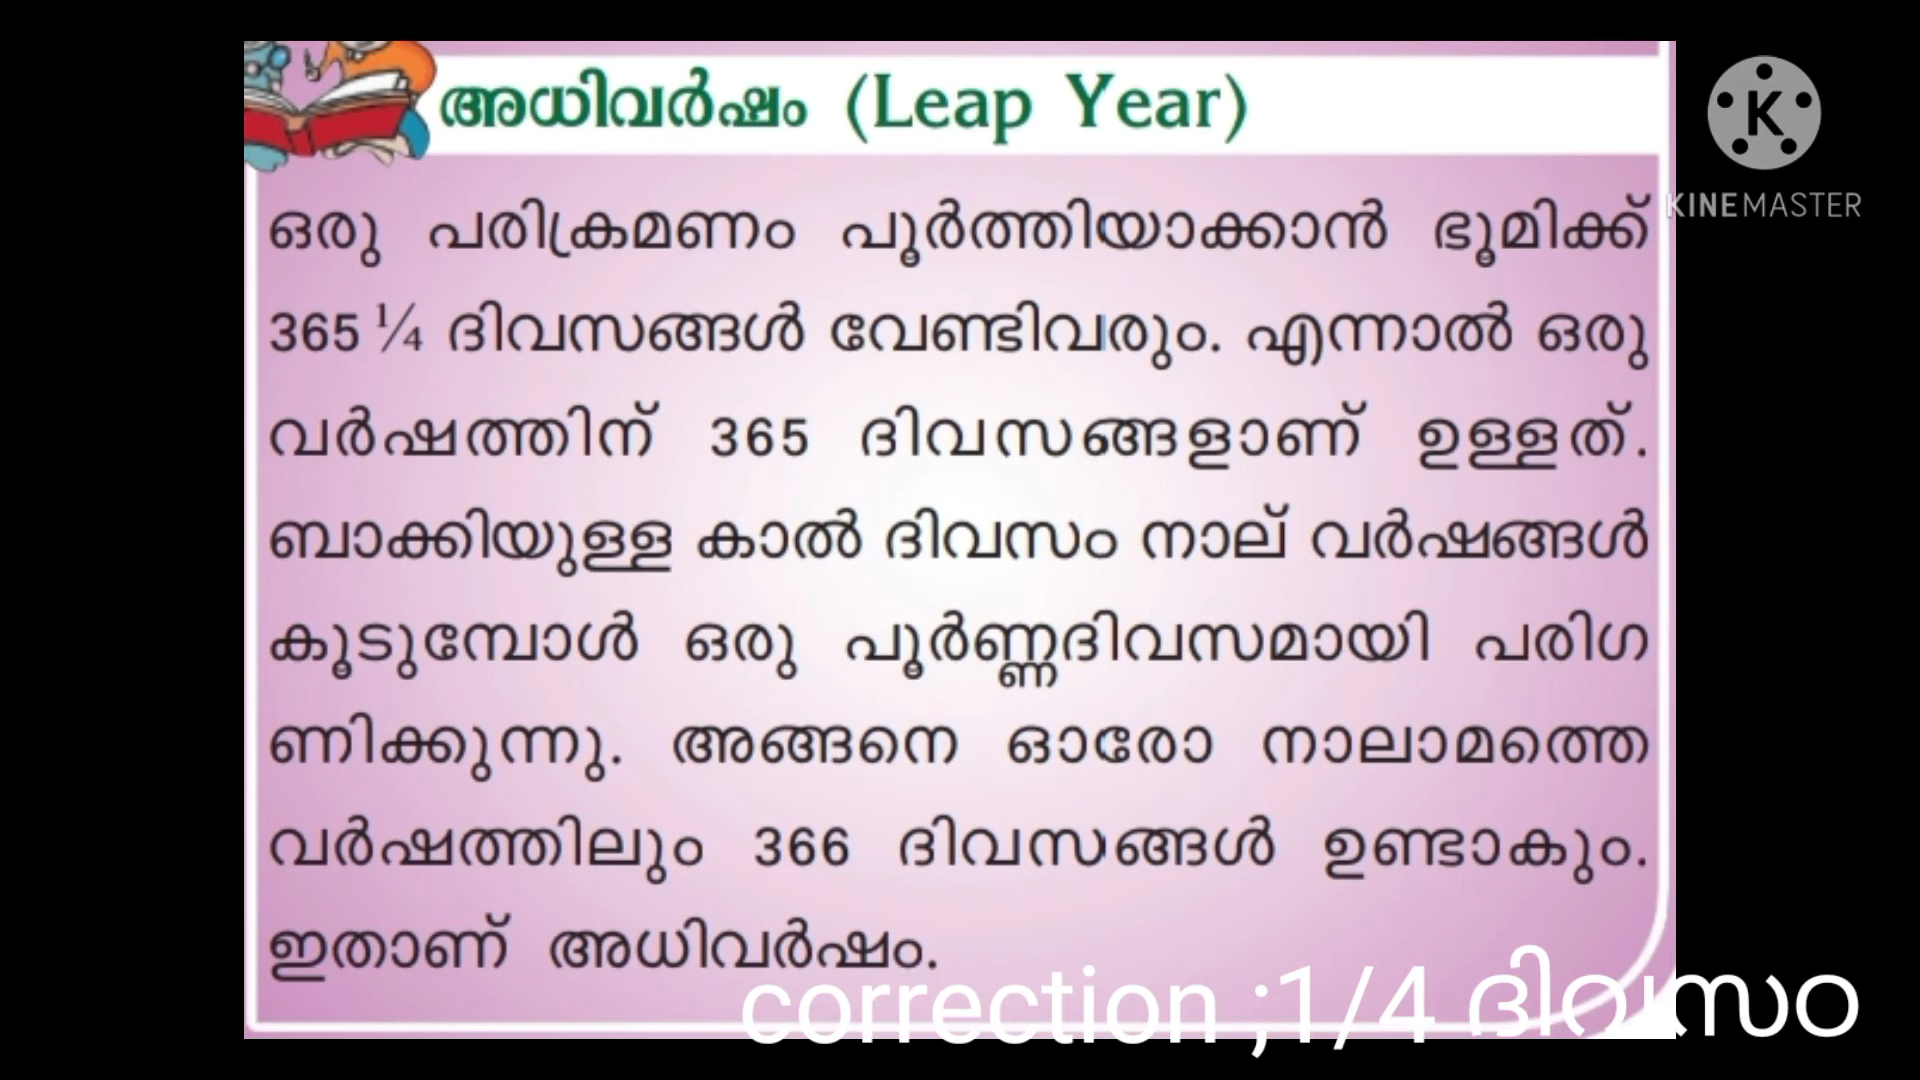 അധിവർഷം (Leap Year)
K
KINEMASTER
ഒരു പരിക്രമണം പൂർത്തിയാക്കാൻ ഭൂമിക്ക്
365 ¼ ദിവസങ്ങൾ വേണ്ടിവരും. എന്നാൽ ഒരു
വർഷത്തിന് 365 ദിവസങ്ങളാണ് ഉള്ളത്.
ബാക്കിയുള്ള കാൽ ദിവസം നാല് വർഷങ്ങൾ
കൂടുമ്പോൾ ഒരു പൂർണ്ണദിവസമായി പരിഗ
ണിക്കുന്നു. അങ്ങനെ ഓരോ നാലാമത്തെ
വർഷത്തിലും 366 ദിവസങ്ങൾ ഉണ്ടാകും.
ഇതാണ് അധിവർഷം.
correction ;1/4 ദിവസം